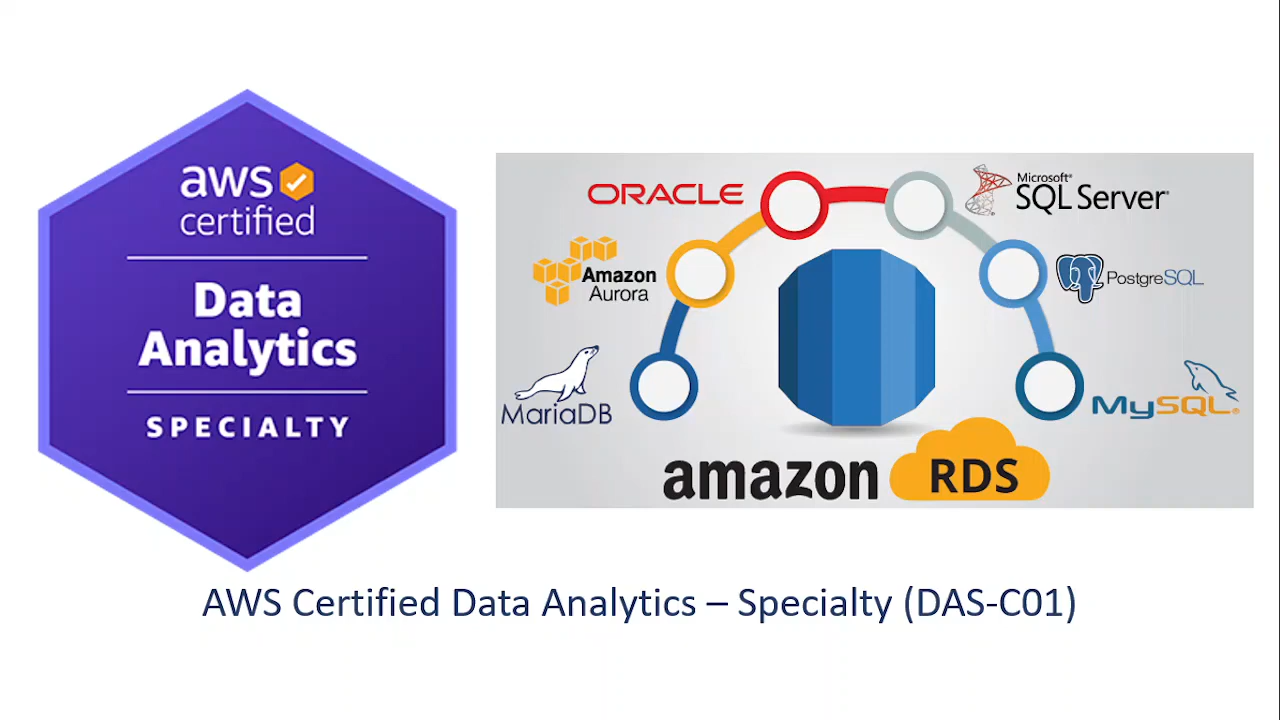 aws
certified
Data
Analytics
SPECIALTY
ORACLE
Microsoft®
SQL Server®
Amazon
Aurora
PostgreSQL
MariaDB
MySQL®
amazon RDS
AWS Certified Data Analytics – Specialty (DAS-C01)